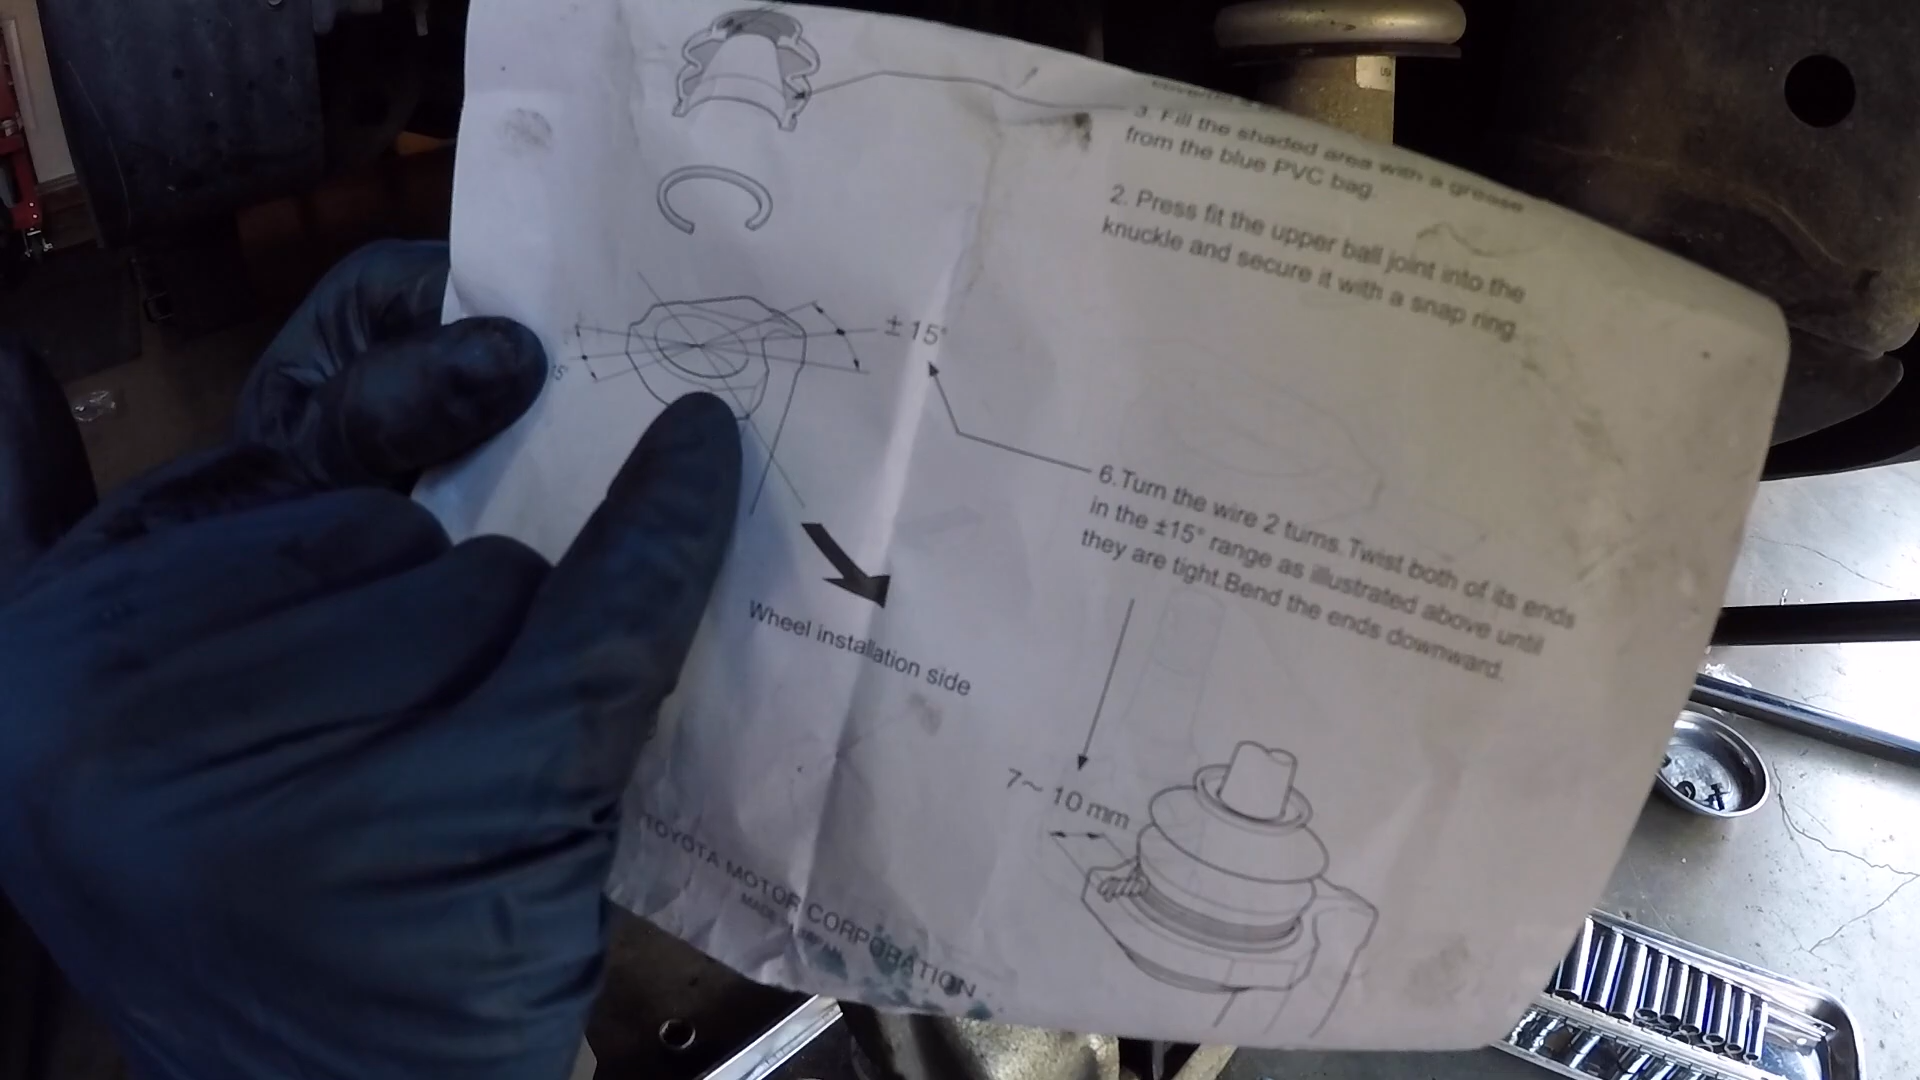 3. Fill the shaded area with a grease
from the blue PVC bag.
2. Press fit the upper ball joint into the
knuckle and secure it with a snap ring.
± 15°
6.Turn the wire 2 turns.Twist both of its ends
in the ±15° range as illustrated above until
they are tight.Bend the ends downward.
Wheel installation side
7~ 10 mm
TOYOTA MOTOR CORPORATION
MADE